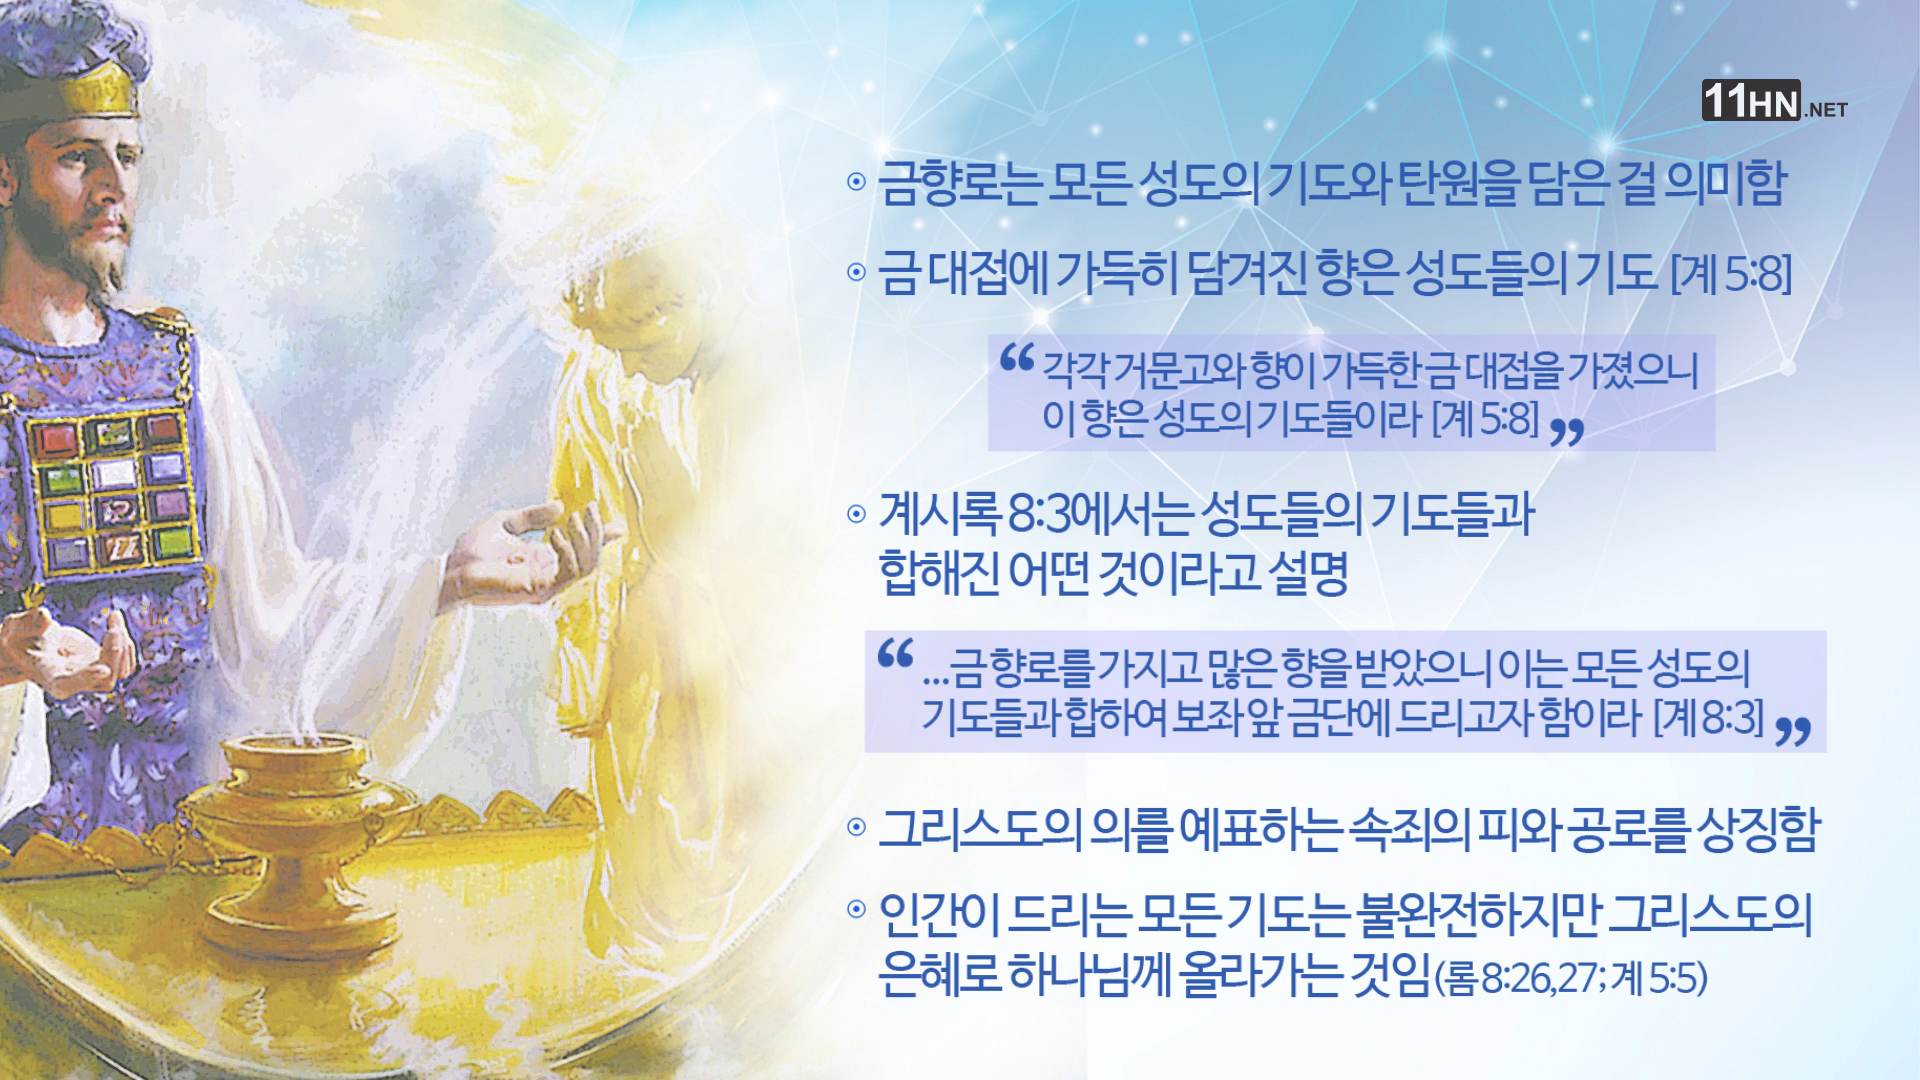 11HN.NET
◉ 금향로는 모든 성도의 기도와 탄원을 담은 걸 의미함
◉ 금 대접에 가득히 담겨진 향은 성도들의 기도 [계 5:8]
“ 각각 거문고와 향이 가득한 금 대접을 가졌으니
이 향은 성도의 기도들이라 [계 5:8] ”
◉ 계시록 8:3에서는 성도들의 기도들과
합해진 어떤 것이라고 설명
“ ...금 향로를 가지고 많은 향을 받았으니 이는 모든 성도의
기도들과 합하여 보좌 앞 금단에 드리고자 함이라 [계 8:3] ”
◉ 그리스도의 의를 예표하는 속죄의 피와 공로를 상징함
◉ 인간이 드리는 모든 기도는 불완전하지만 그리스도의
은혜로 하나님께 올라가는 것임 (롬 8:26,27; 계 5:5)